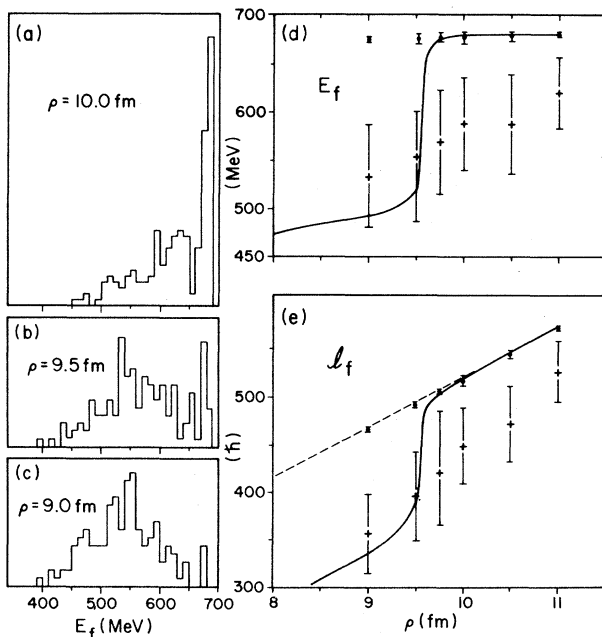 (a)
ρ = 10.0 fm
(b)
ρ = 9.5 fm
(c)
ρ = 9.0 fm
400 500 600 700
E_f (MeV)
(d)
E_f
700
600
500
450
(MeV)
(e)
ℓ_f
500
400
300
(ħ)
8 9 10 11
ρ (fm)